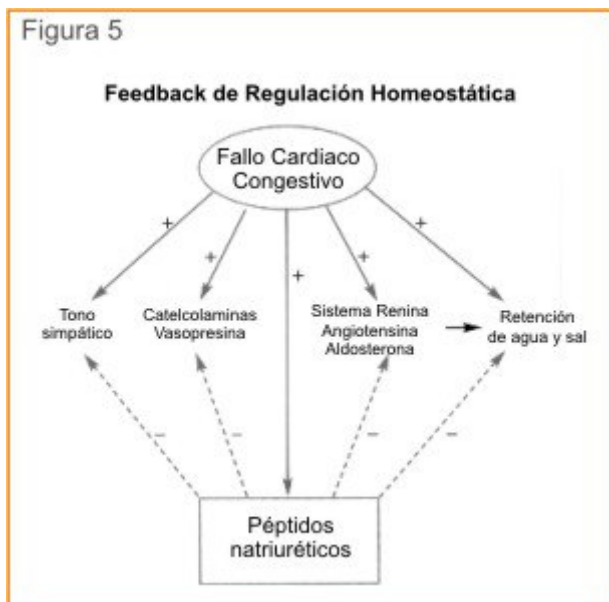 Figura 5
Feedback de Regulación Homeostática
Fallo Cardiaco
Congestivo
+
+
+
+
+
Tono
simpático
Catelcolaminas
Vasopresina
Sistema Renina
Angiotensina
Aldosterona
Retención
de agua y sal
–
–
–
–
Péptidos
natriuréticos